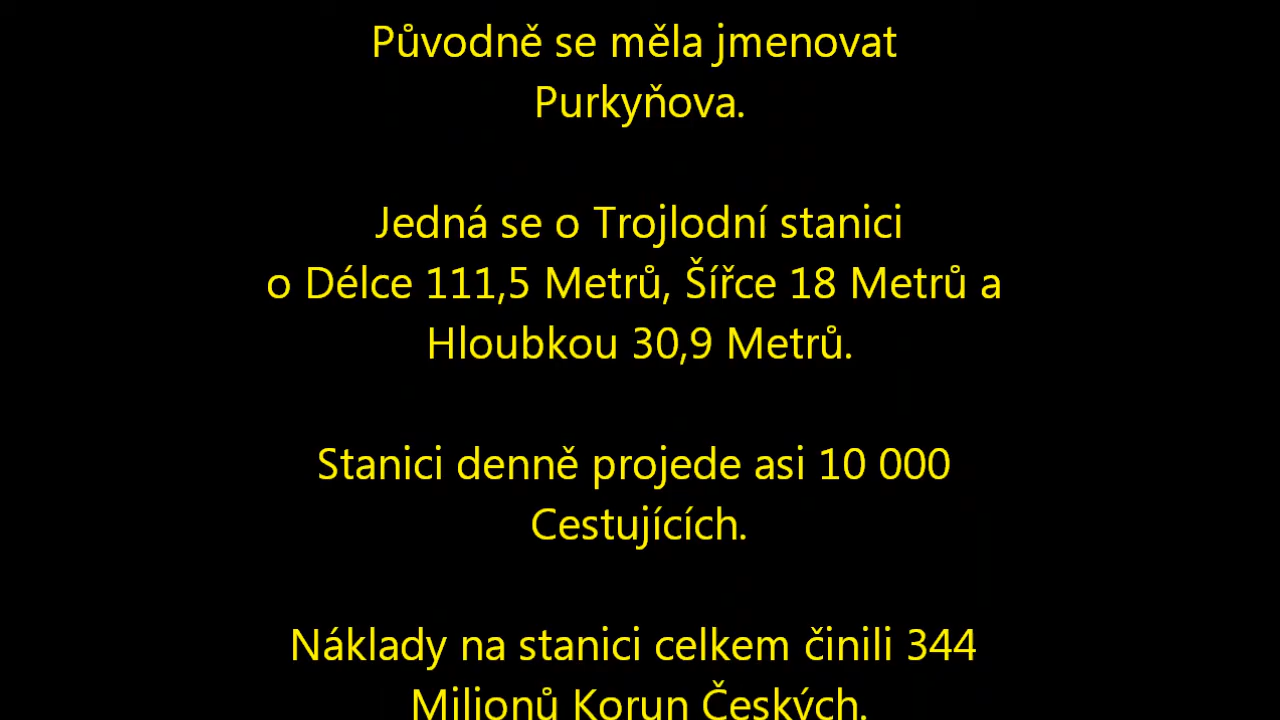 Původně se měla jmenovat
Purkyňova.
Jedná se o Trojlodní stanici
o Délce 111,5 Metrů, Šířce 18 Metrů a
Hloubkou 30,9 Metrů.
Stanici denně projede asi 10 000
Cestujících.
Náklady na stanici celkem činili 344
Milionů Korun Českých.